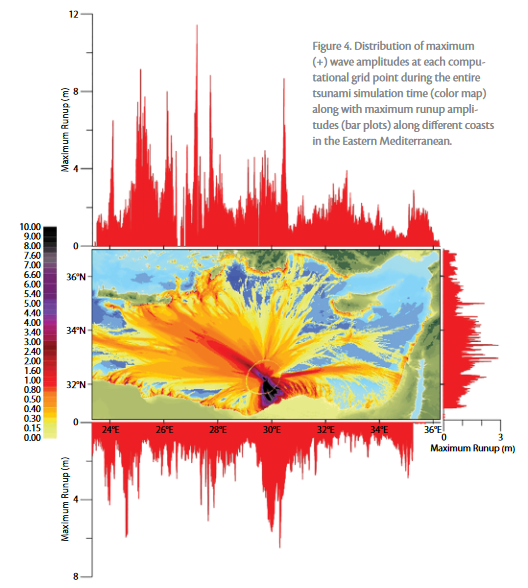 12
8
4
0
Maximum Runup (m)
Figure 4. Distribution of maximum
(+) wave amplitudes at each compu-
tational grid point during the entire
tsunami simulation time (color map)
along with maximum runup ampli-
tudes (bar plots) along different coasts
in the Eastern Mediterranean.
10.00
9.00
8.00
7.60
7.00
6.60
6.00
5.40
5.00
4.40
4.00
3.40
3.00
2.40
2.00
1.60
1.00
0.80
0.50
0.40
0.30
0.15
0.00
36°N
34°N
32°N
24°E 26°E 28°E 30°E 32°E 34°E 36°E
0 3
Maximum Runup (m)
0
4
8
Maximum Runup (m)